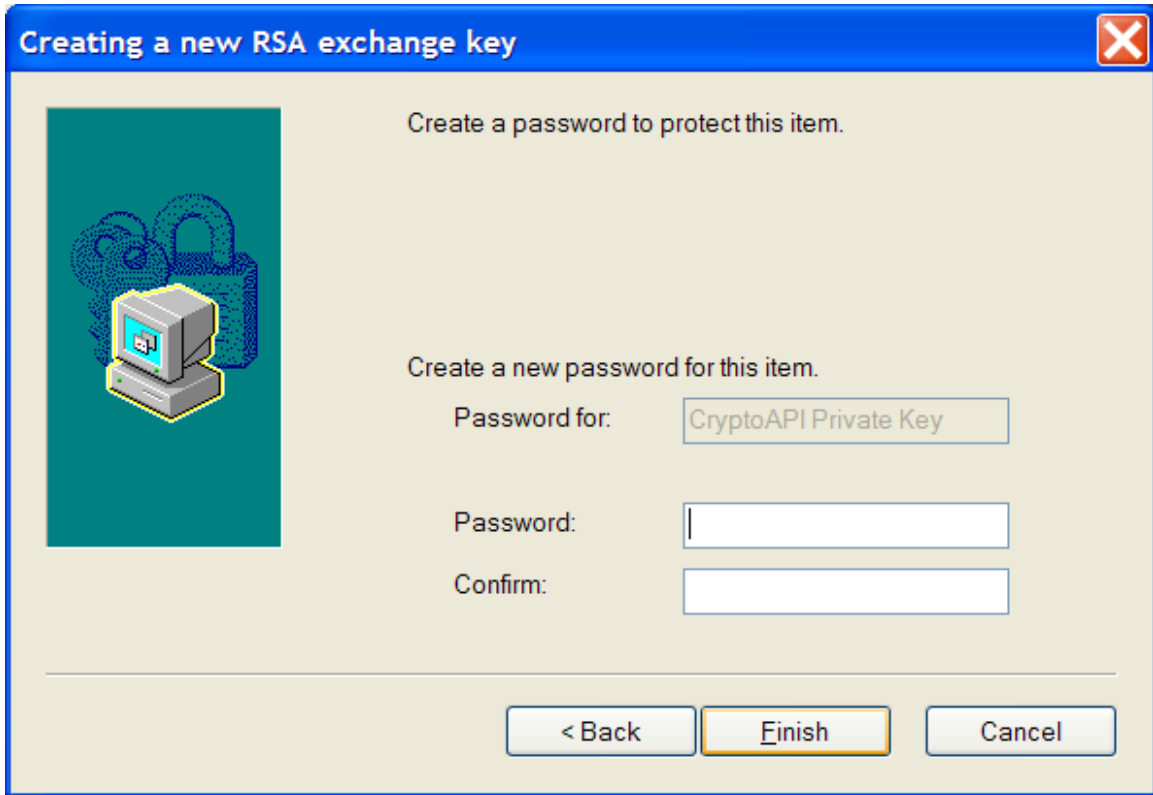 Creating a new RSA exchange key
Create a password to protect this item.
Create a new password for this item.
Password for: CryptoAPI Private Key
Password:
Confirm:
< Back Finish Cancel